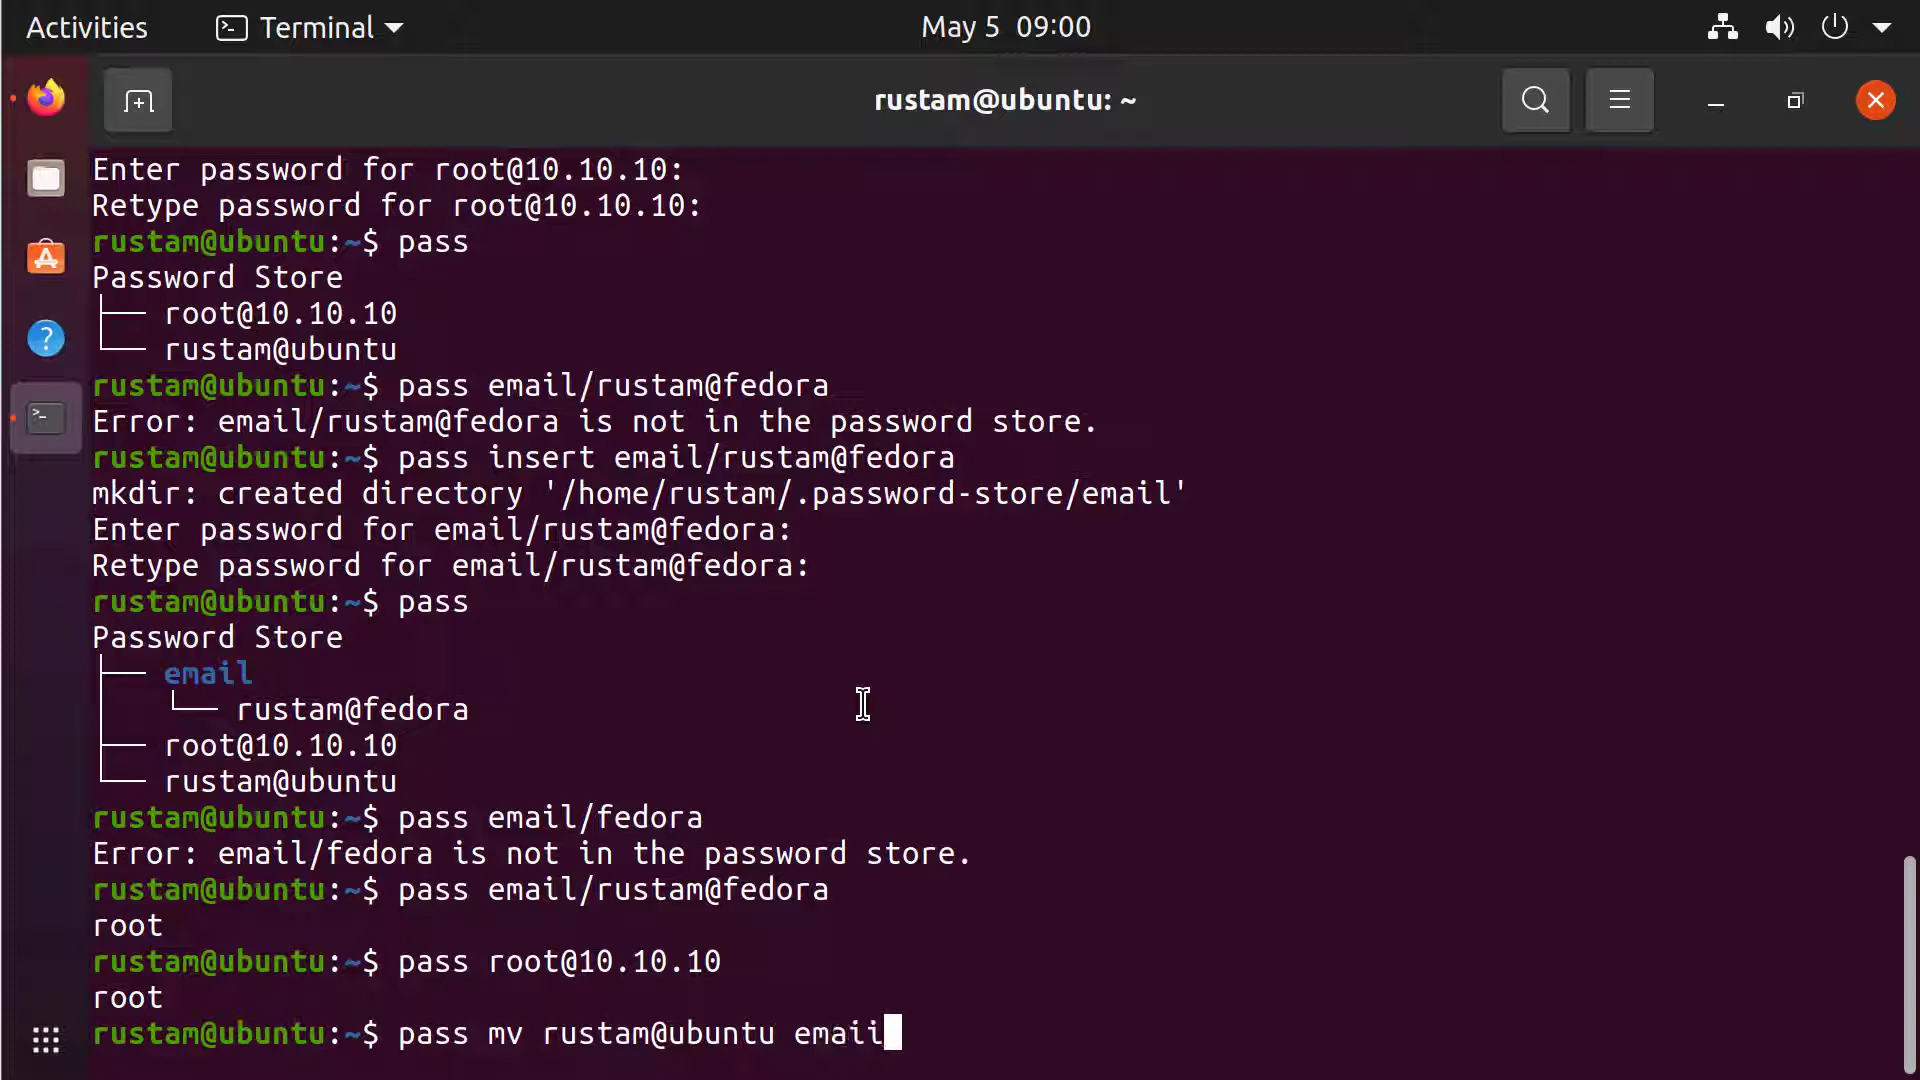 Activities
Terminal
May 5 09:00
rustam@ubuntu: ~
Enter password for root@10.10.10:
Retype password for root@10.10.10:
rustam@ubuntu:~$ pass
Password Store
├── root@10.10.10
└── rustam@ubuntu
rustam@ubuntu:~$ pass email/rustam@fedora
Error: email/rustam@fedora is not in the password store.
rustam@ubuntu:~$ pass insert email/rustam@fedora
mkdir: created directory '/home/rustam/.password-store/email'
Enter password for email/rustam@fedora:
Retype password for email/rustam@fedora:
rustam@ubuntu:~$ pass
Password Store
├── email
│   └── rustam@fedora
├── root@10.10.10
└── rustam@ubuntu
rustam@ubuntu:~$ pass email/fedora
Error: email/fedora is not in the password store.
rustam@ubuntu:~$ pass email/rustam@fedora
root
rustam@ubuntu:~$ pass root@10.10.10
root
rustam@ubuntu:~$ pass mv rustam@ubuntu emaii